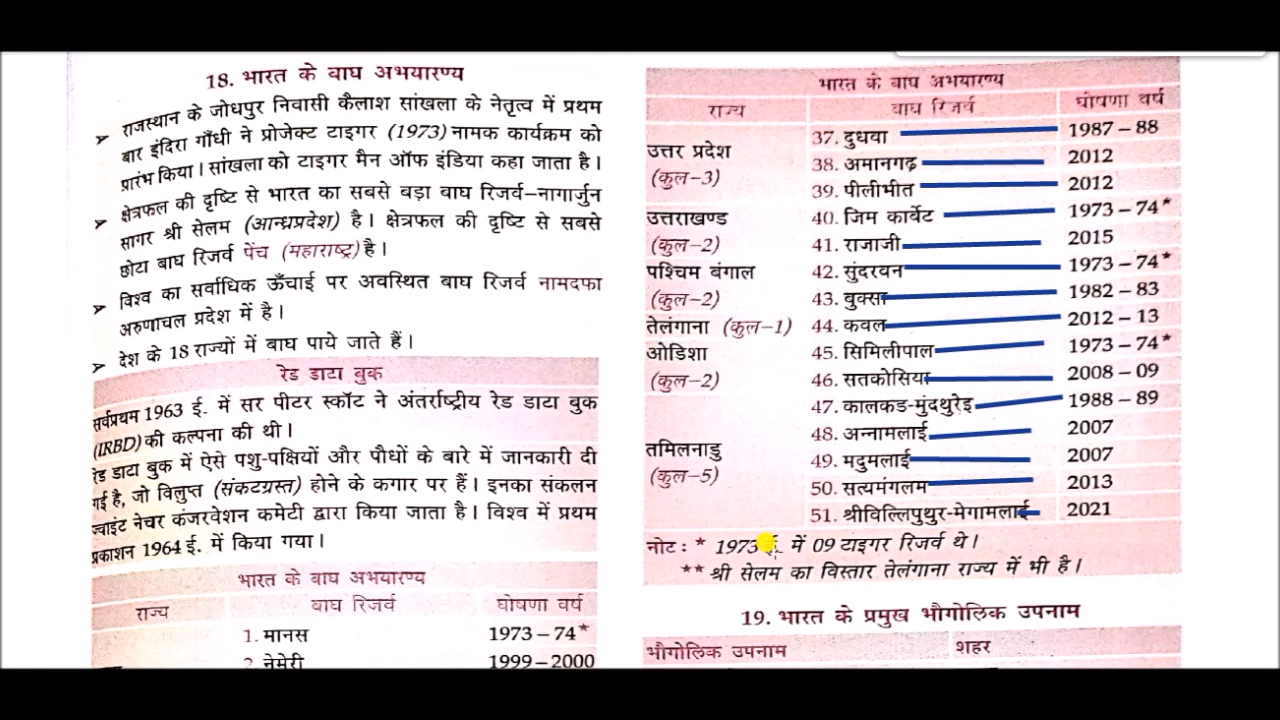 18. भारत के बाघ अभयारण्य
➤ राजस्थान के जोधपुर निवासी कैलाश सांखला के नेतृत्व में प्रथम
बार इंदिरा गाँधी ने प्रोजेक्ट टाइगर (1973) नामक कार्यक्रम को
प्रारंभ किया। सांखला को टाइगर मैन ऑफ इंडिया कहा जाता है।
➤ क्षेत्रफल की दृष्टि से भारत का सबसे बड़ा बाघ रिजर्व–नागार्जुन
सागर श्री सेलम (आन्ध्रप्रदेश) है। क्षेत्रफल की दृष्टि से सबसे
छोटा बाघ रिजर्व पेंच (महाराष्ट्र) है।
➤ विश्व का सर्वाधिक ऊँचाई पर अवस्थित बाघ रिजर्व नामदफा
अरुणाचल प्रदेश में है।
➤ देश के 18 राज्यों में बाघ पाये जाते हैं।
रेड डाटा बुक
सर्वप्रथम 1963 ई. में सर पीटर स्कॉट ने अंतर्राष्ट्रीय रेड डाटा बुक
(IRBD) की कल्पना की थी।
रेड डाटा बुक में ऐसे पशु-पक्षियों और पौधों के बारे में जानकारी दी
गई है, जो विलुप्त (संकटग्रस्त) होने के कगार पर हैं। इनका संकलन
ज्वाइंट नेचर कंजरवेशन कमेटी द्वारा किया जाता है। विश्व में प्रथम
प्रकाशन 1964 ई. में किया गया।
भारत के बाघ अभयारण्य
राज्य बाघ रिजर्व घोषणा वर्ष
1. मानस 1973 – 74*
2. नेमेरी 1999 – 2000
भारत के बाघ अभयारण्य
राज्य बाघ रिजर्व घोषणा वर्ष
उत्तर प्रदेश (कुल–3)
37. दुधवा 1987 – 88
38. अमानगढ़ 2012
39. पीलीभीत 2012
उत्तराखण्ड (कुल–2)
40. जिम कार्बेट 1973 – 74*
41. राजाजी 2015
पश्चिम बंगाल (कुल–2)
42. सुंदरयन 1973 – 74*
43. बुक्सा 1982 – 83
तेलंगाना (कुल–1) 44. कवल 2012 – 13
ओडिशा (कुल–2)
45. सिमिलीपाल 1973 – 74*
46. सतकोसिया 2008 – 09
तमिलनाडु (कुल–5)
47. कालकड-मुंदथुरेइ 1988 – 89
48. अन्नामलाई 2007
49. मदुमलाई 2007
50. सत्यमंगलम 2013
51. श्रीविल्लिपुथुर-मेगामलाई 2021
नोट : * 1973 ई. में 09 टाइगर रिजर्व थे।
** श्री सेलम का विस्तार तेलंगाना राज्य में भी है।
19. भारत के प्रमुख भौगोलिक उपनाम
भौगोलिक उपनाम शहर